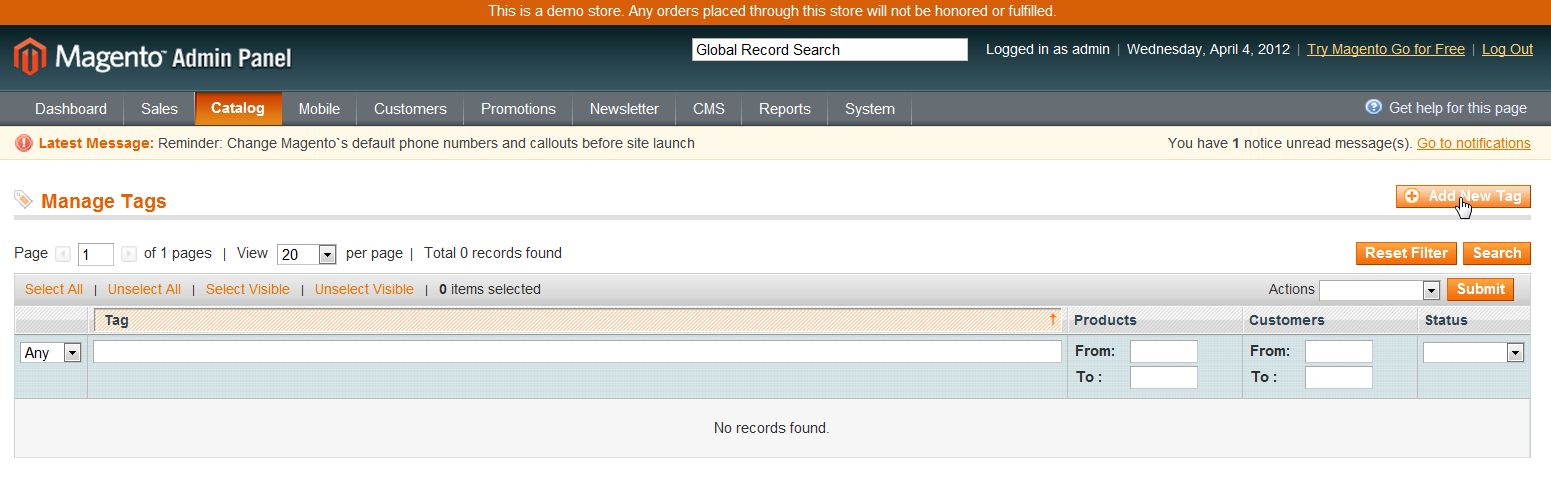 This is a demo store. Any orders placed through this store will not be honored or fulfilled.
Magento™ Admin Panel Global Record Search Logged in as admin | Wednesday, April 4, 2012 | Try Magento Go for Free | Log Out
Dashboard Sales Catalog Mobile Customers Promotions Newsletter CMS Reports System Get help for this page
Latest Message: Reminder: Change Magento`s default phone numbers and callouts before site launch You have 1 notice unread message(s). Go to notifications
Manage Tags Add New Tag
Page 1 of 1 pages | View 20 per page | Total 0 records found Reset Filter Search
Select All | Unselect All | Select Visible | Unselect Visible | 0 items selected Actions Submit
Tag Products Customers Status
Any From: From:
To : To :
No records found.